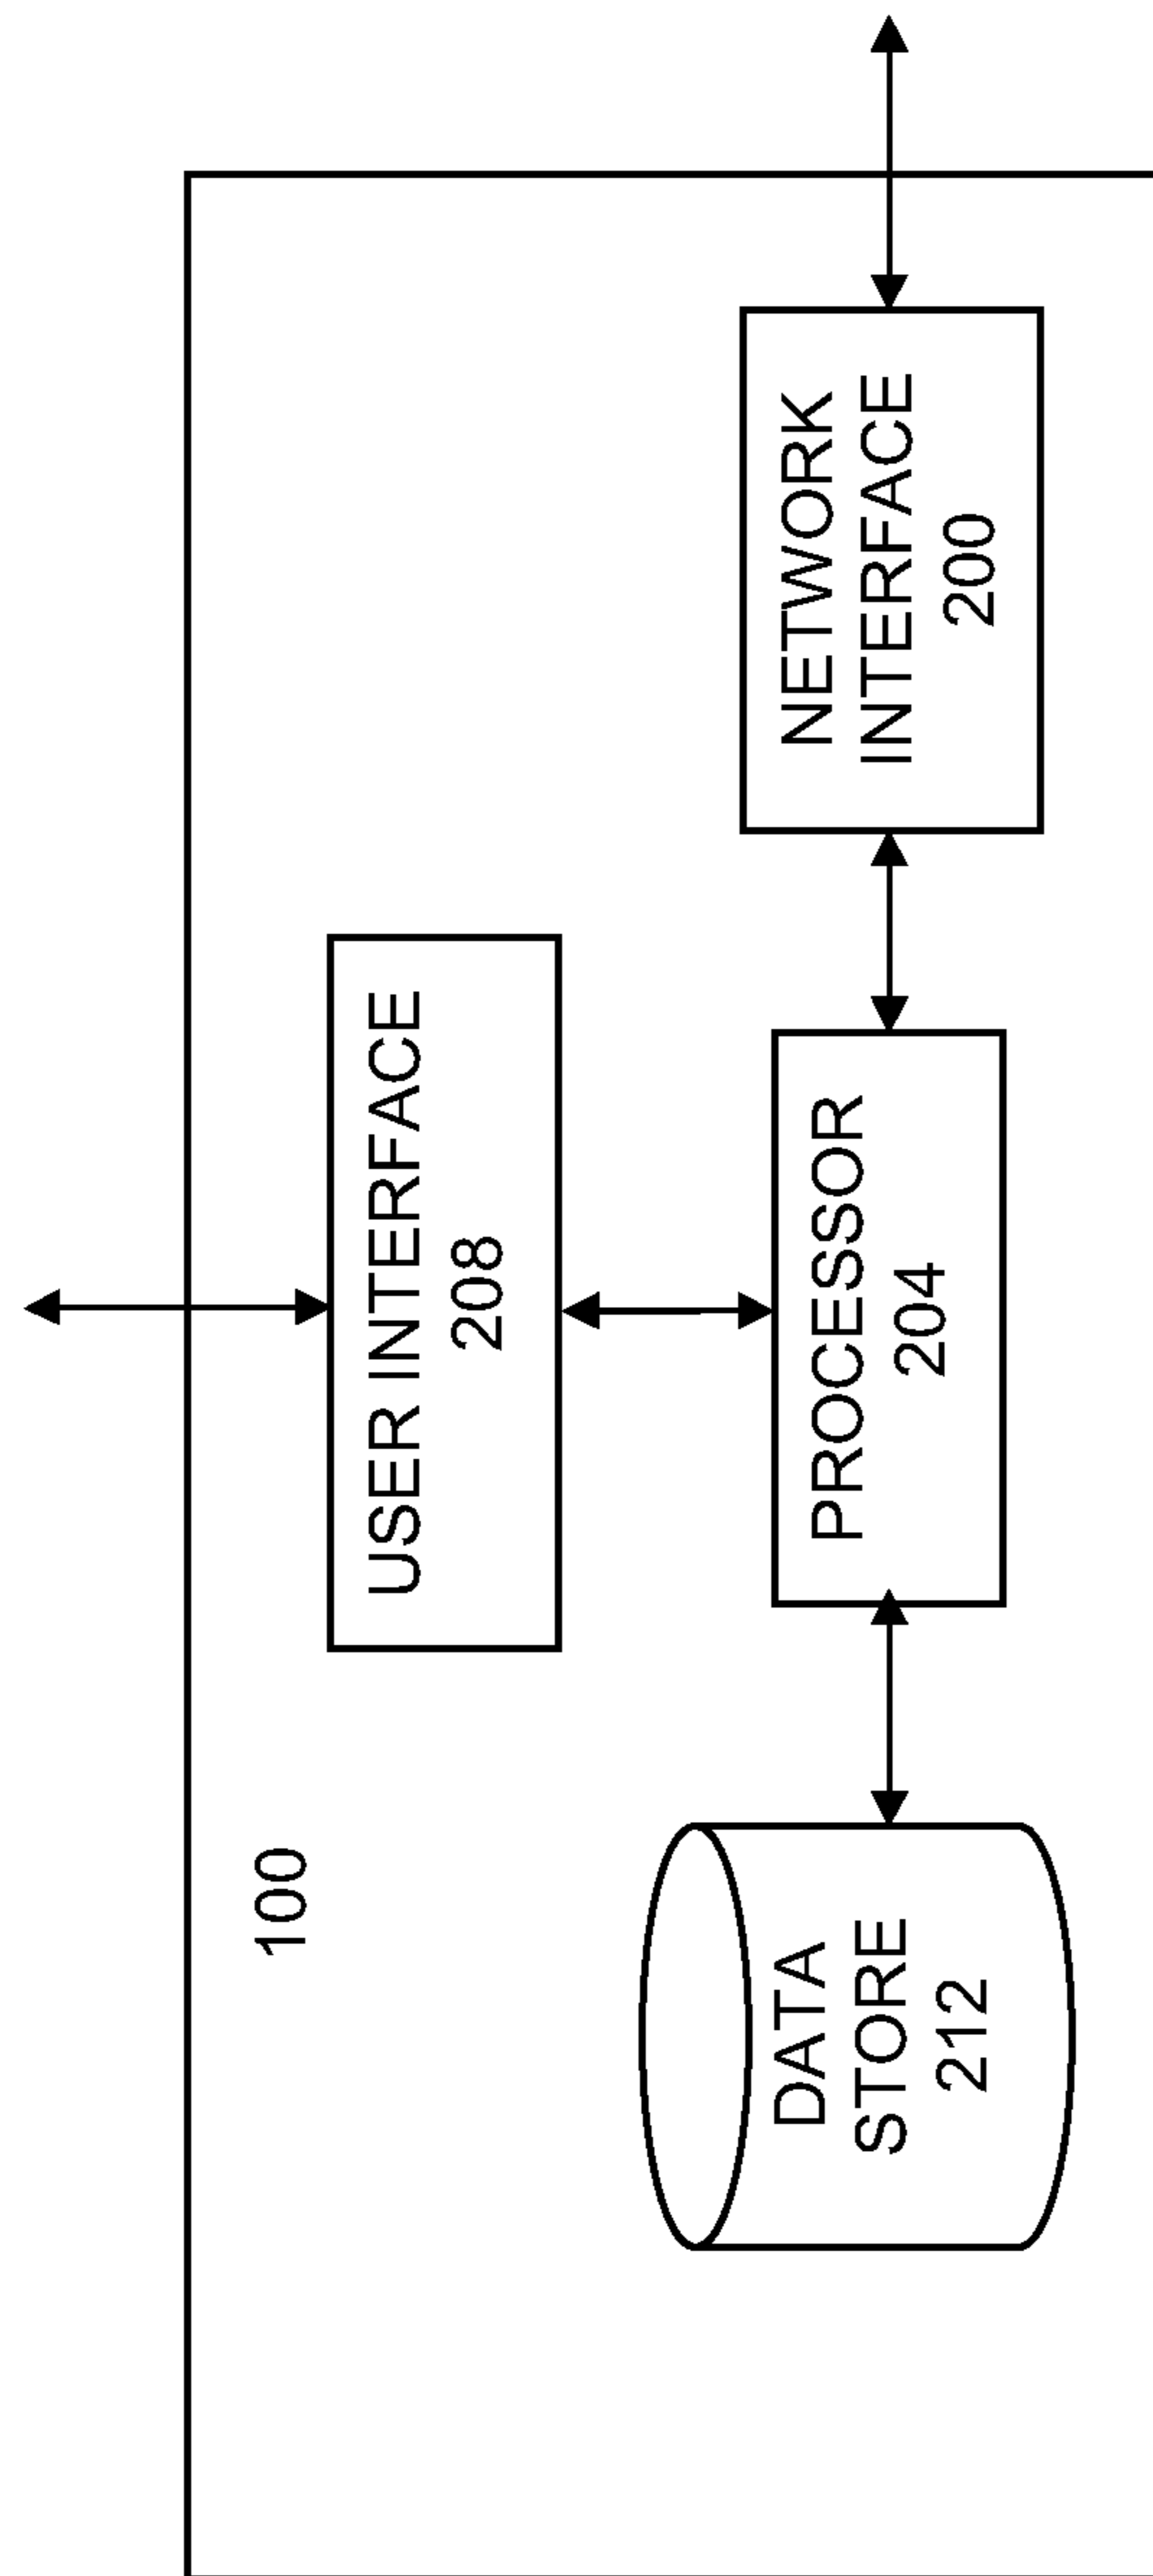 100
USER INTERFACE
208
DATA
STORE
212
PROCESSOR
204
NETWORK
INTERFACE
200